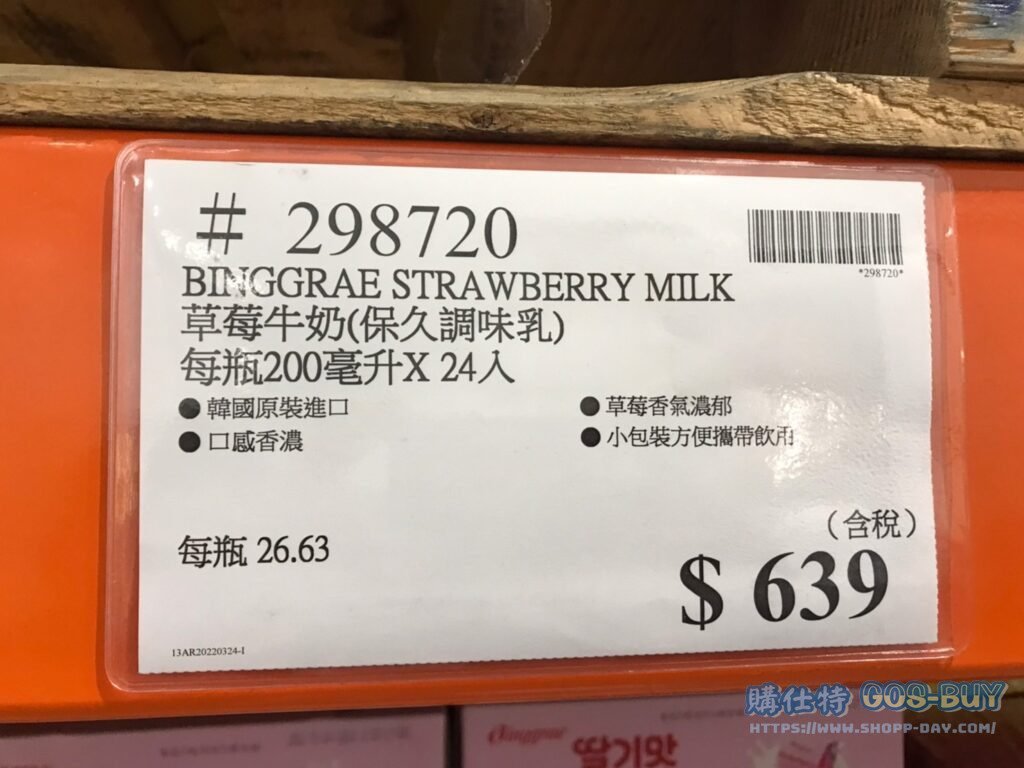 # 298720
*298720*
BINGGRAE STRAWBERRY MILK
草莓牛奶(保久調味乳)
每瓶200毫升X 24入
● 韓國原裝進口
● 草莓香氣濃郁
● 口感香濃
● 小包裝方便攜帶飲用
(含稅)
每瓶 26.63
$ 639
13AR20220324-I
購仕特 GOS-BUY
HTTPS://WWW.SHOPP-DAY.COM/
Binggrae
딸기맛